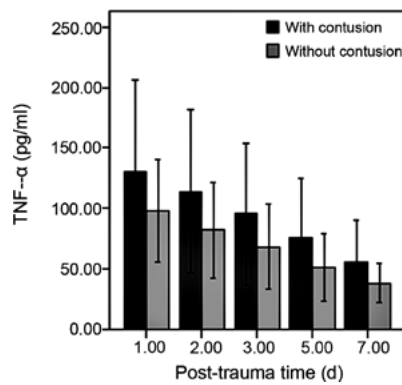 250.00
200.00
150.00
100.00
50.00
0.00
TNF--α (pg/ml)
With contusion
Without contusion
1.00 2.00 3.00 5.00 7.00
Post-trauma time (d)